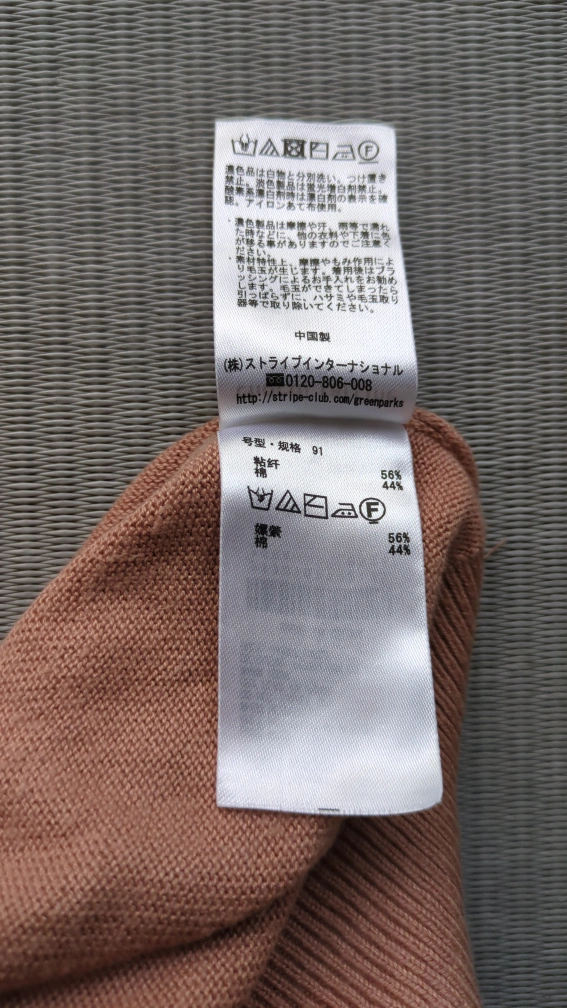 濃色品は白物と分別洗い。つけ置き
禁止。淡色製品は蛍光増白剤禁止。
酸素系漂白剤時は漂白剤の表示を確
認。アイロンあて布使用。
・濃色製品は摩擦や汗、雨等で濡れ
た時などに、他の衣料や下着に色
が移る事がありますのでご注意く
ださい。
・素材特性上、摩擦やもみ作用によ
り毛玉が生じます。着用後はブラ
ッシングによるお手入れをお勧め
します。毛玉ができてしまったら
引っぱらずに、ハサミや毛玉取り
器等で取り除いてください。
中国製
(株)ストライプインターナショナル
0120-806-008
http://stripe-club.com/greenparks
号型・规格 91
粘纤 56%
棉 44%
F
嫘縈 56%
棉 44%